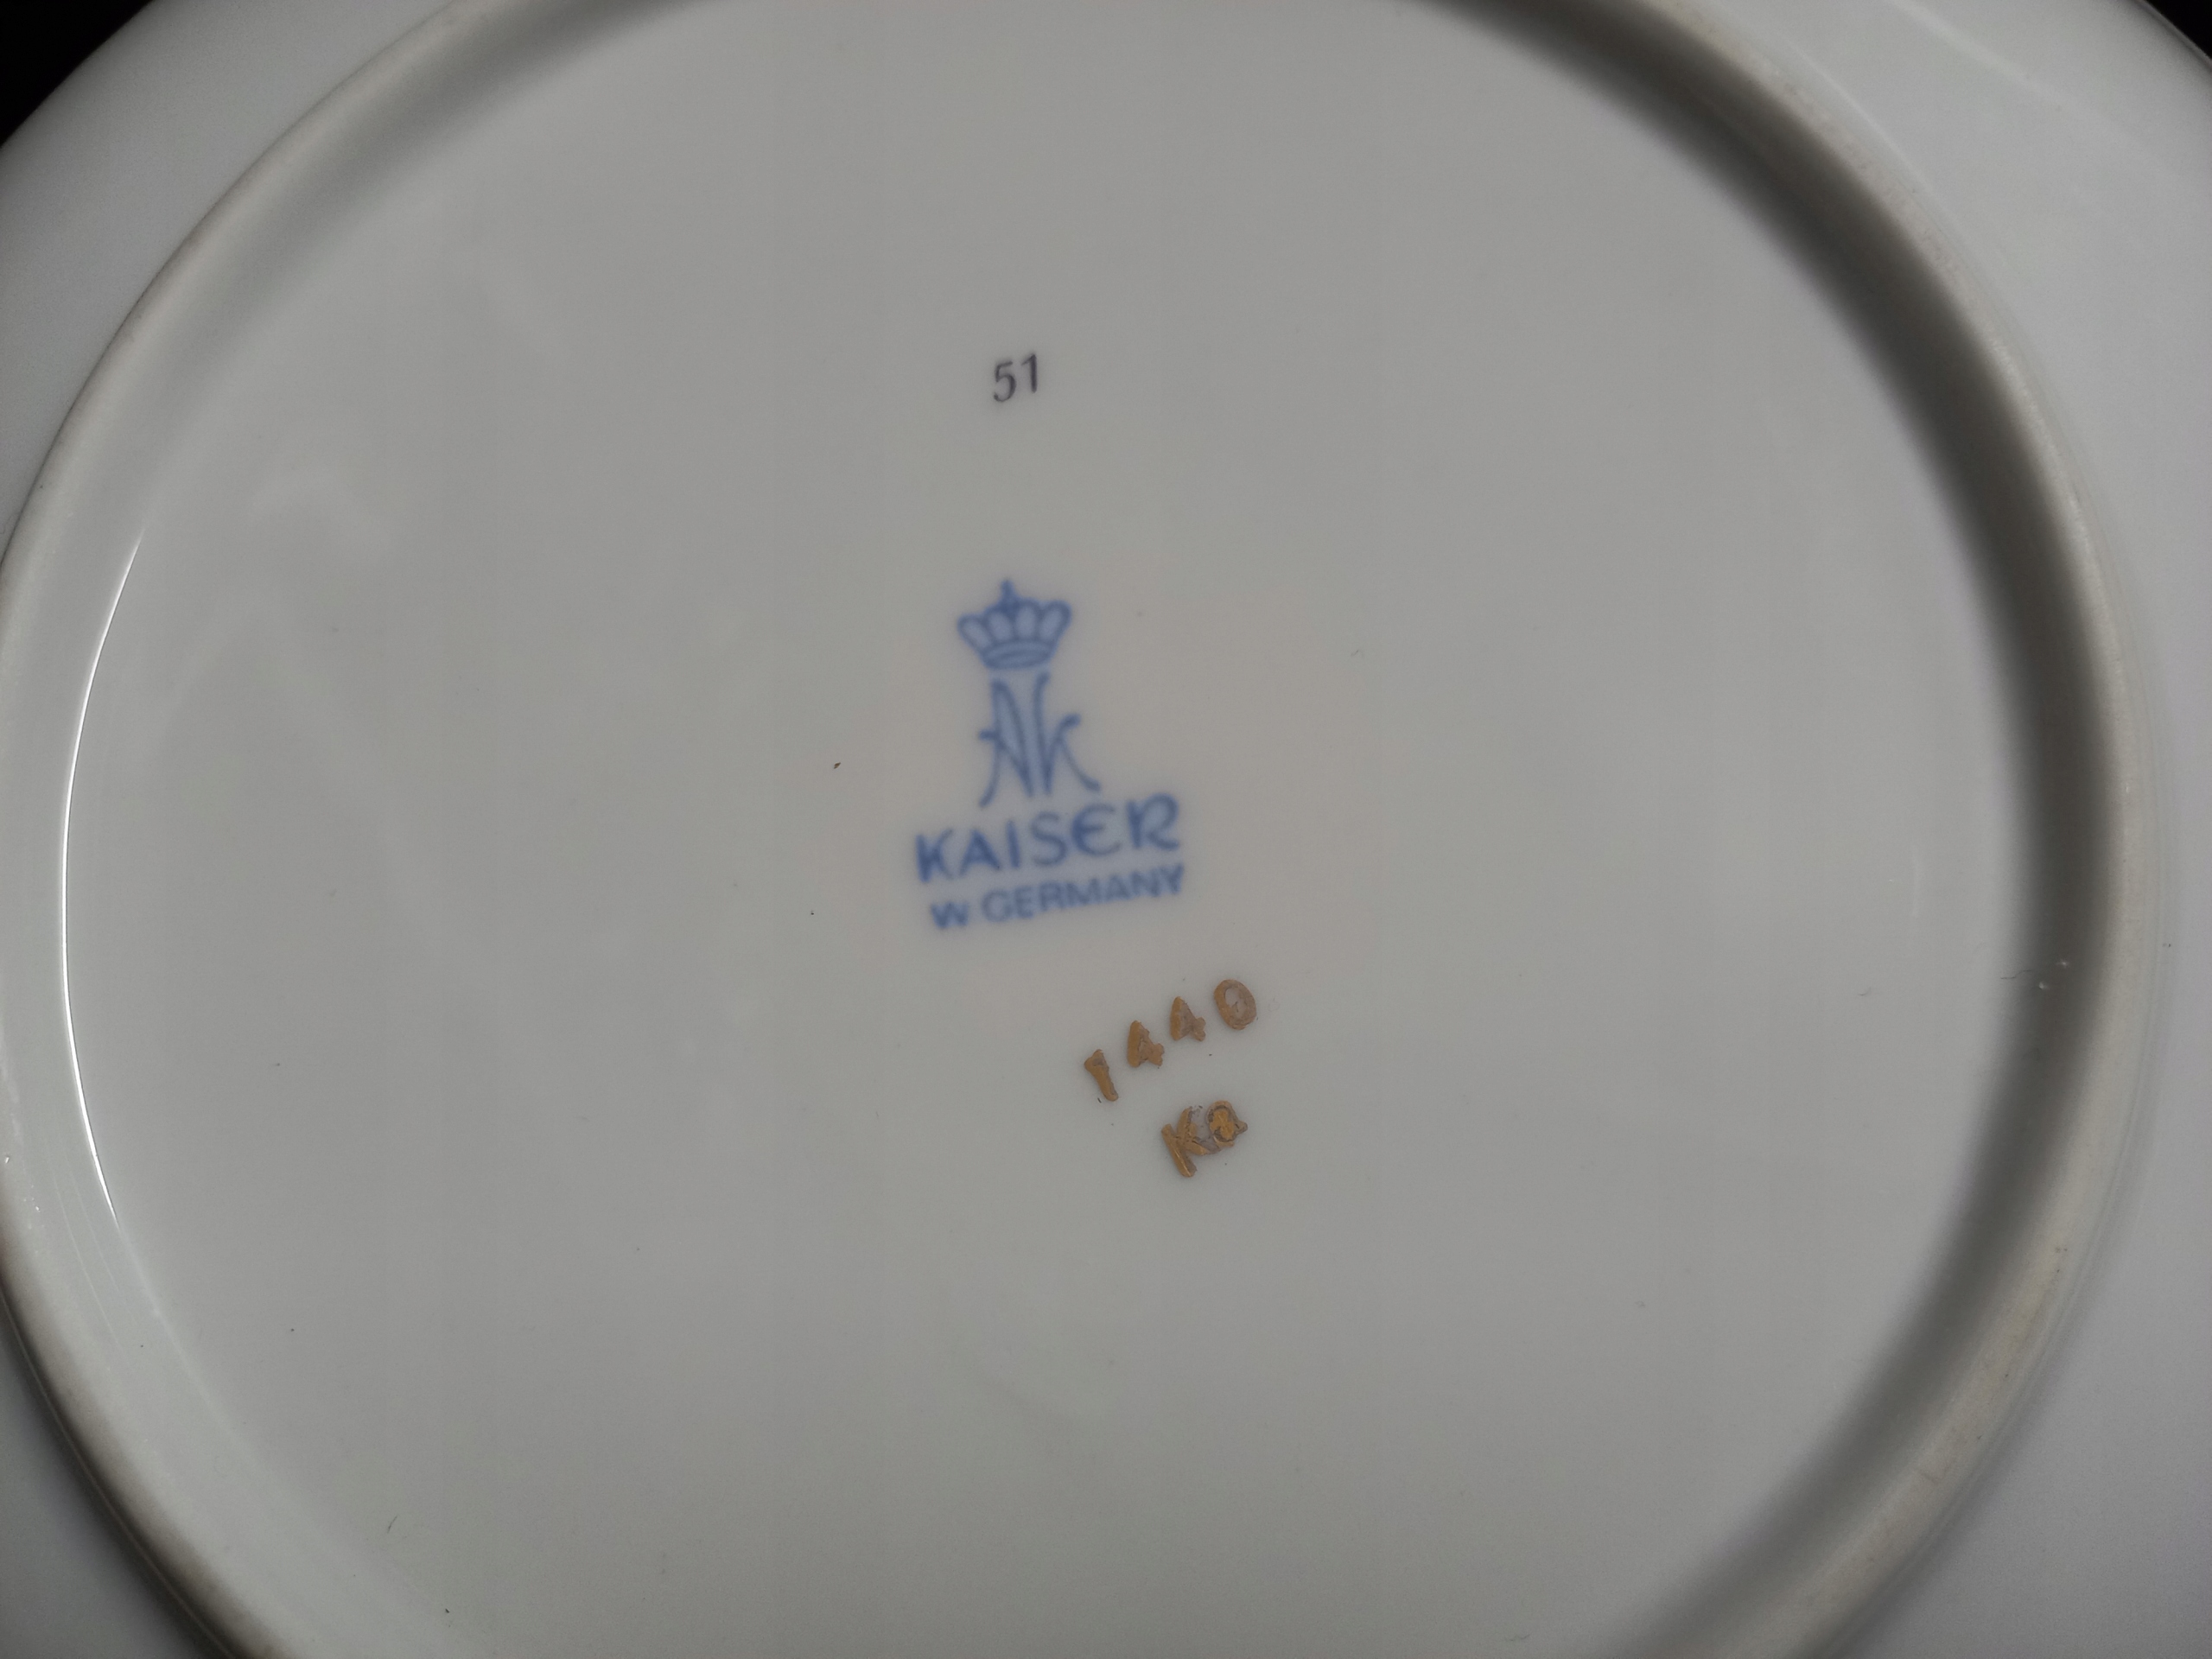 51
AK
KAISER
W GERMANY
1440
Ka